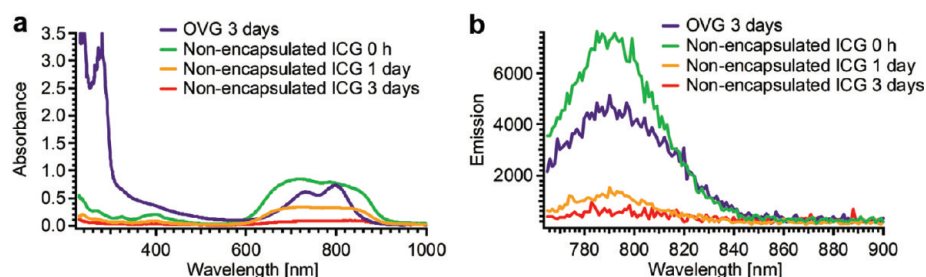 a
OVG 3 days
Non-encapsulated ICG 0 h
Non-encapsulated ICG 1 day
Non-encapsulated ICG 3 days
Absorbance
3.5
3.0
2.5
2.0
1.5
1.0
0.5
0.0
400
600
800
1000
Wavelength [nm]
b
OVG 3 days
Non-encapsulated ICG 0 h
Non-encapsulated ICG 1 day
Non-encapsulated ICG 3 days
Emission
6000
4000
2000
780
800
820
840
860
880
900
Wavelength [nm]